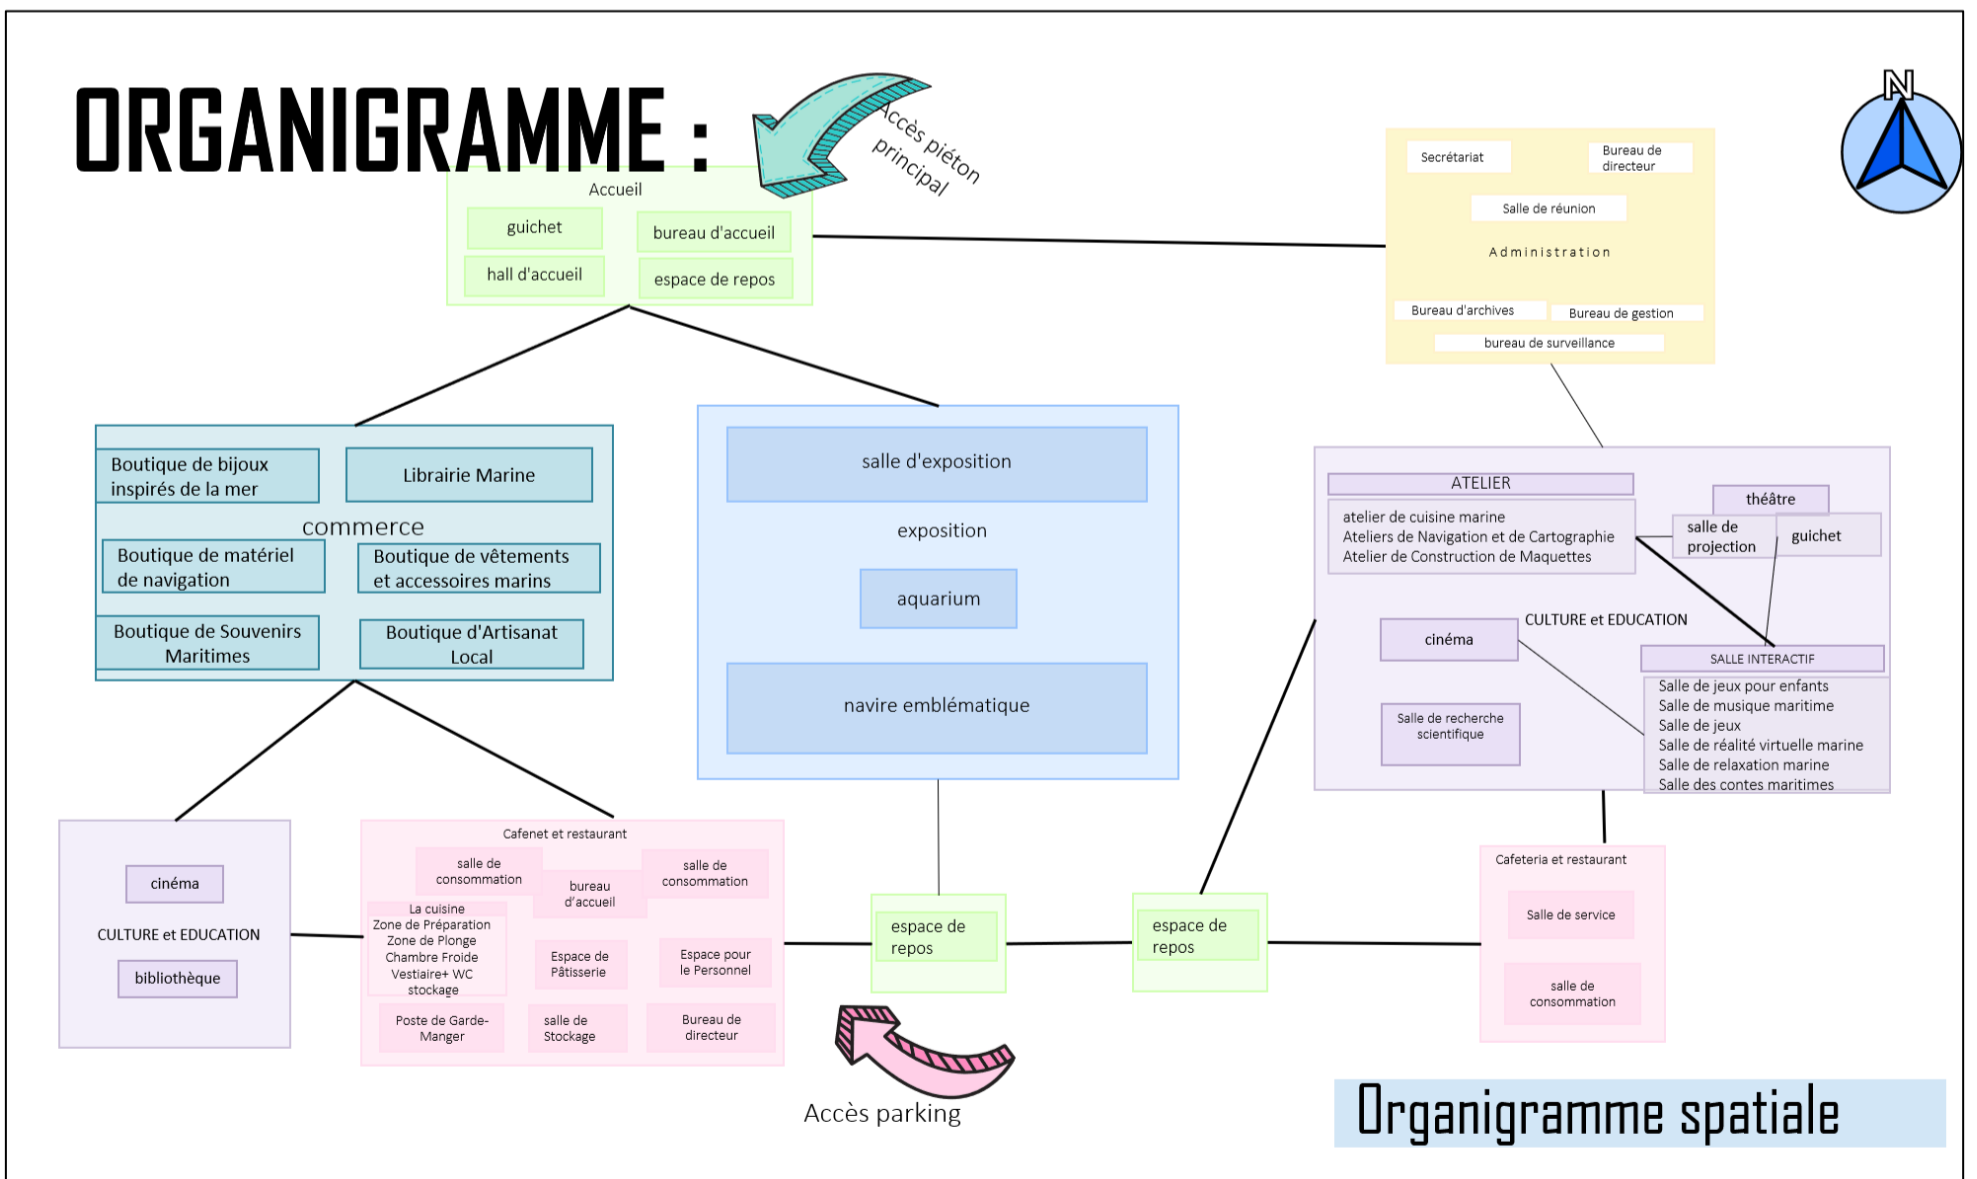 ORGANIGRAMME :
Accès piéton
principal
N
Accueil
guichet
bureau d'accueil
hall d'accueil
espace de repos
Secrétariat
Bureau de
directeur
Salle de réunion
Administration
Bureau d'archives
Bureau de gestion
bureau de surveillance
Boutique de bijoux
inspirés de la mer
Librairie Marine
commerce
Boutique de matériel
de navigation
Boutique de vêtements
et accessoires marins
Boutique de Souvenirs
Maritimes
Boutique d'Artisanat
Local
salle d'exposition
exposition
aquarium
navire emblématique
ATELIER
atelier de cuisine marine
Ateliers de Navigation et de Cartographie
Atelier de Construction de Maquettes
théâtre
salle de
projection
guichet
CULTURE et EDUCATION
cinéma
Salle de recherche
scientifique
SALLE INTERACTIF
Salle de jeux pour enfants
Salle de musique maritime
Salle de jeux
Salle de réalité virtuelle marine
Salle de relaxation marine
Salle des contes maritimes
cinéma
CULTURE et EDUCATION
bibliothèque
Cafenet et restaurant
salle de
consommation
bureau
d’accueil
salle de
consommation
La cuisine
Zone de Préparation
Zone de Plonge
Chambre Froide
Vestiaire+ WC
stockage
Espace de
Pâtisserie
Espace pour
le Personnel
Poste de Garde-
Manger
salle de
Stockage
Bureau de
directeur
espace de
repos
espace de
repos
Cafeteria et restaurant
Salle de service
salle de
consommation
Accès parking
Organigramme spatiale